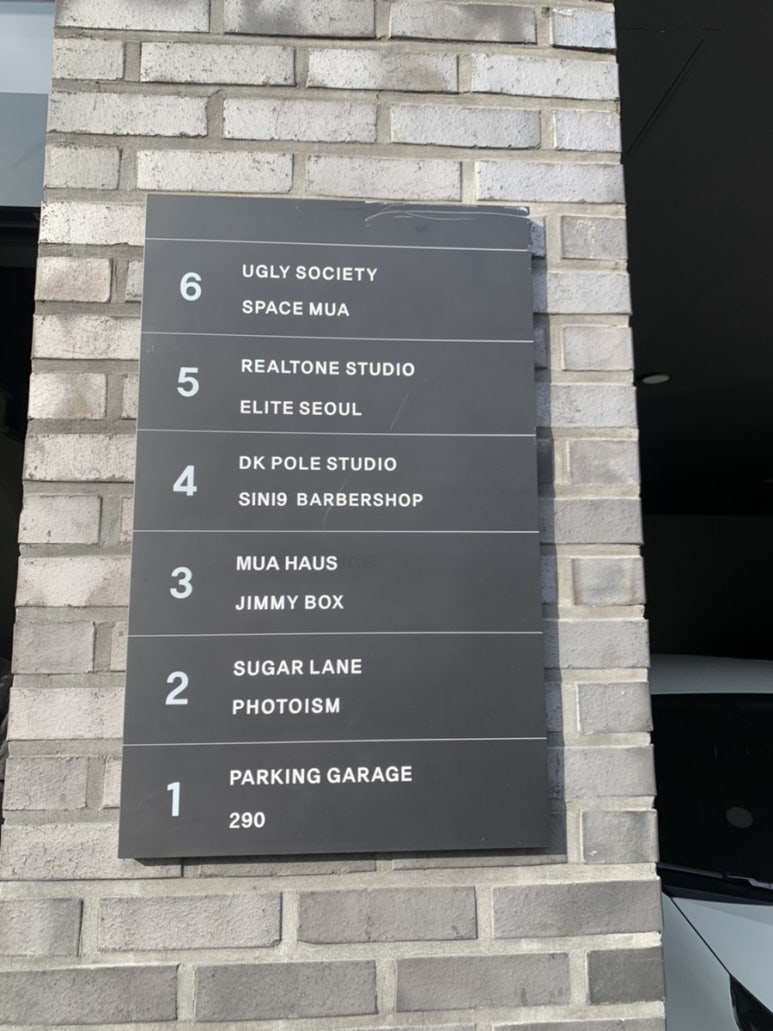 6
UGLY SOCIETY
SPACE MUA
5
REALTONE STUDIO
ELITE SEOUL
4
DK POLE STUDIO
SINI9 BARBERSHOP
3
MUA HAUS
JIMMY BOX
2
SUGAR LANE
PHOTOISM
1
PARKING GARAGE
290